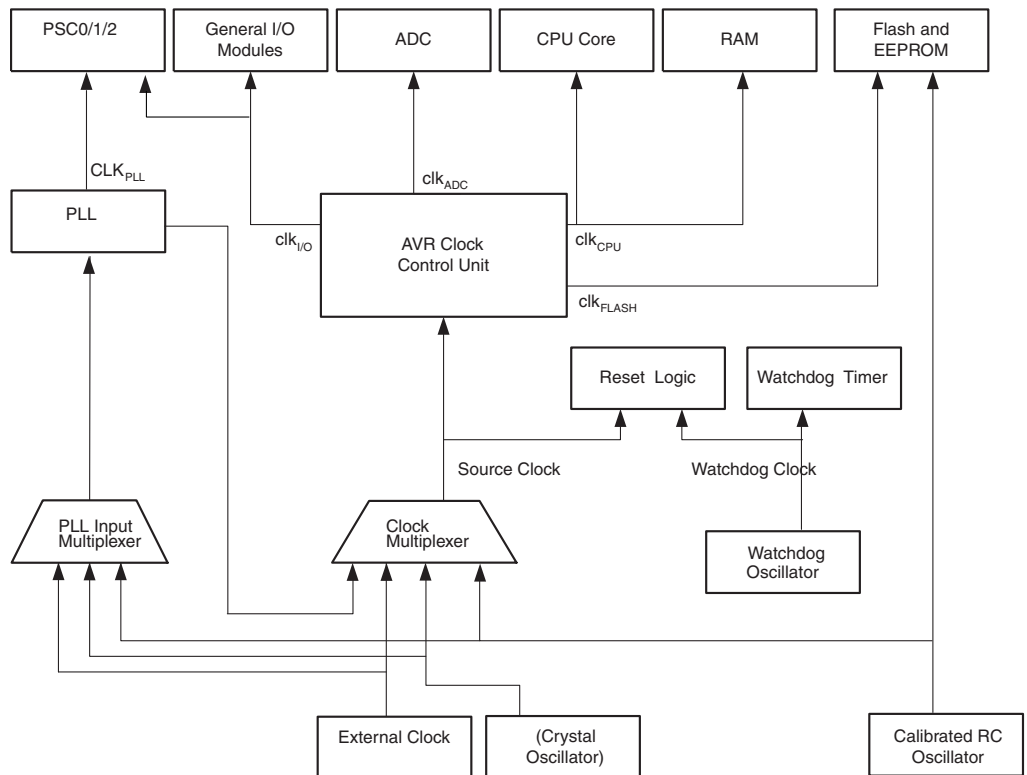 PSC0/1/2
General I/O
Modules
ADC
CPU Core
RAM
Flash and
EEPROM
CLKPLL
PLL
clkADC
clkI/O
AVR Clock
Control Unit
clkCPU
clkFLASH
Reset Logic
Watchdog Timer
Source Clock
Watchdog Clock
PLL Input
Multiplexer
Clock
Multiplexer
Watchdog
Oscillator
External Clock
(Crystal
Oscillator)
Calibrated RC
Oscillator